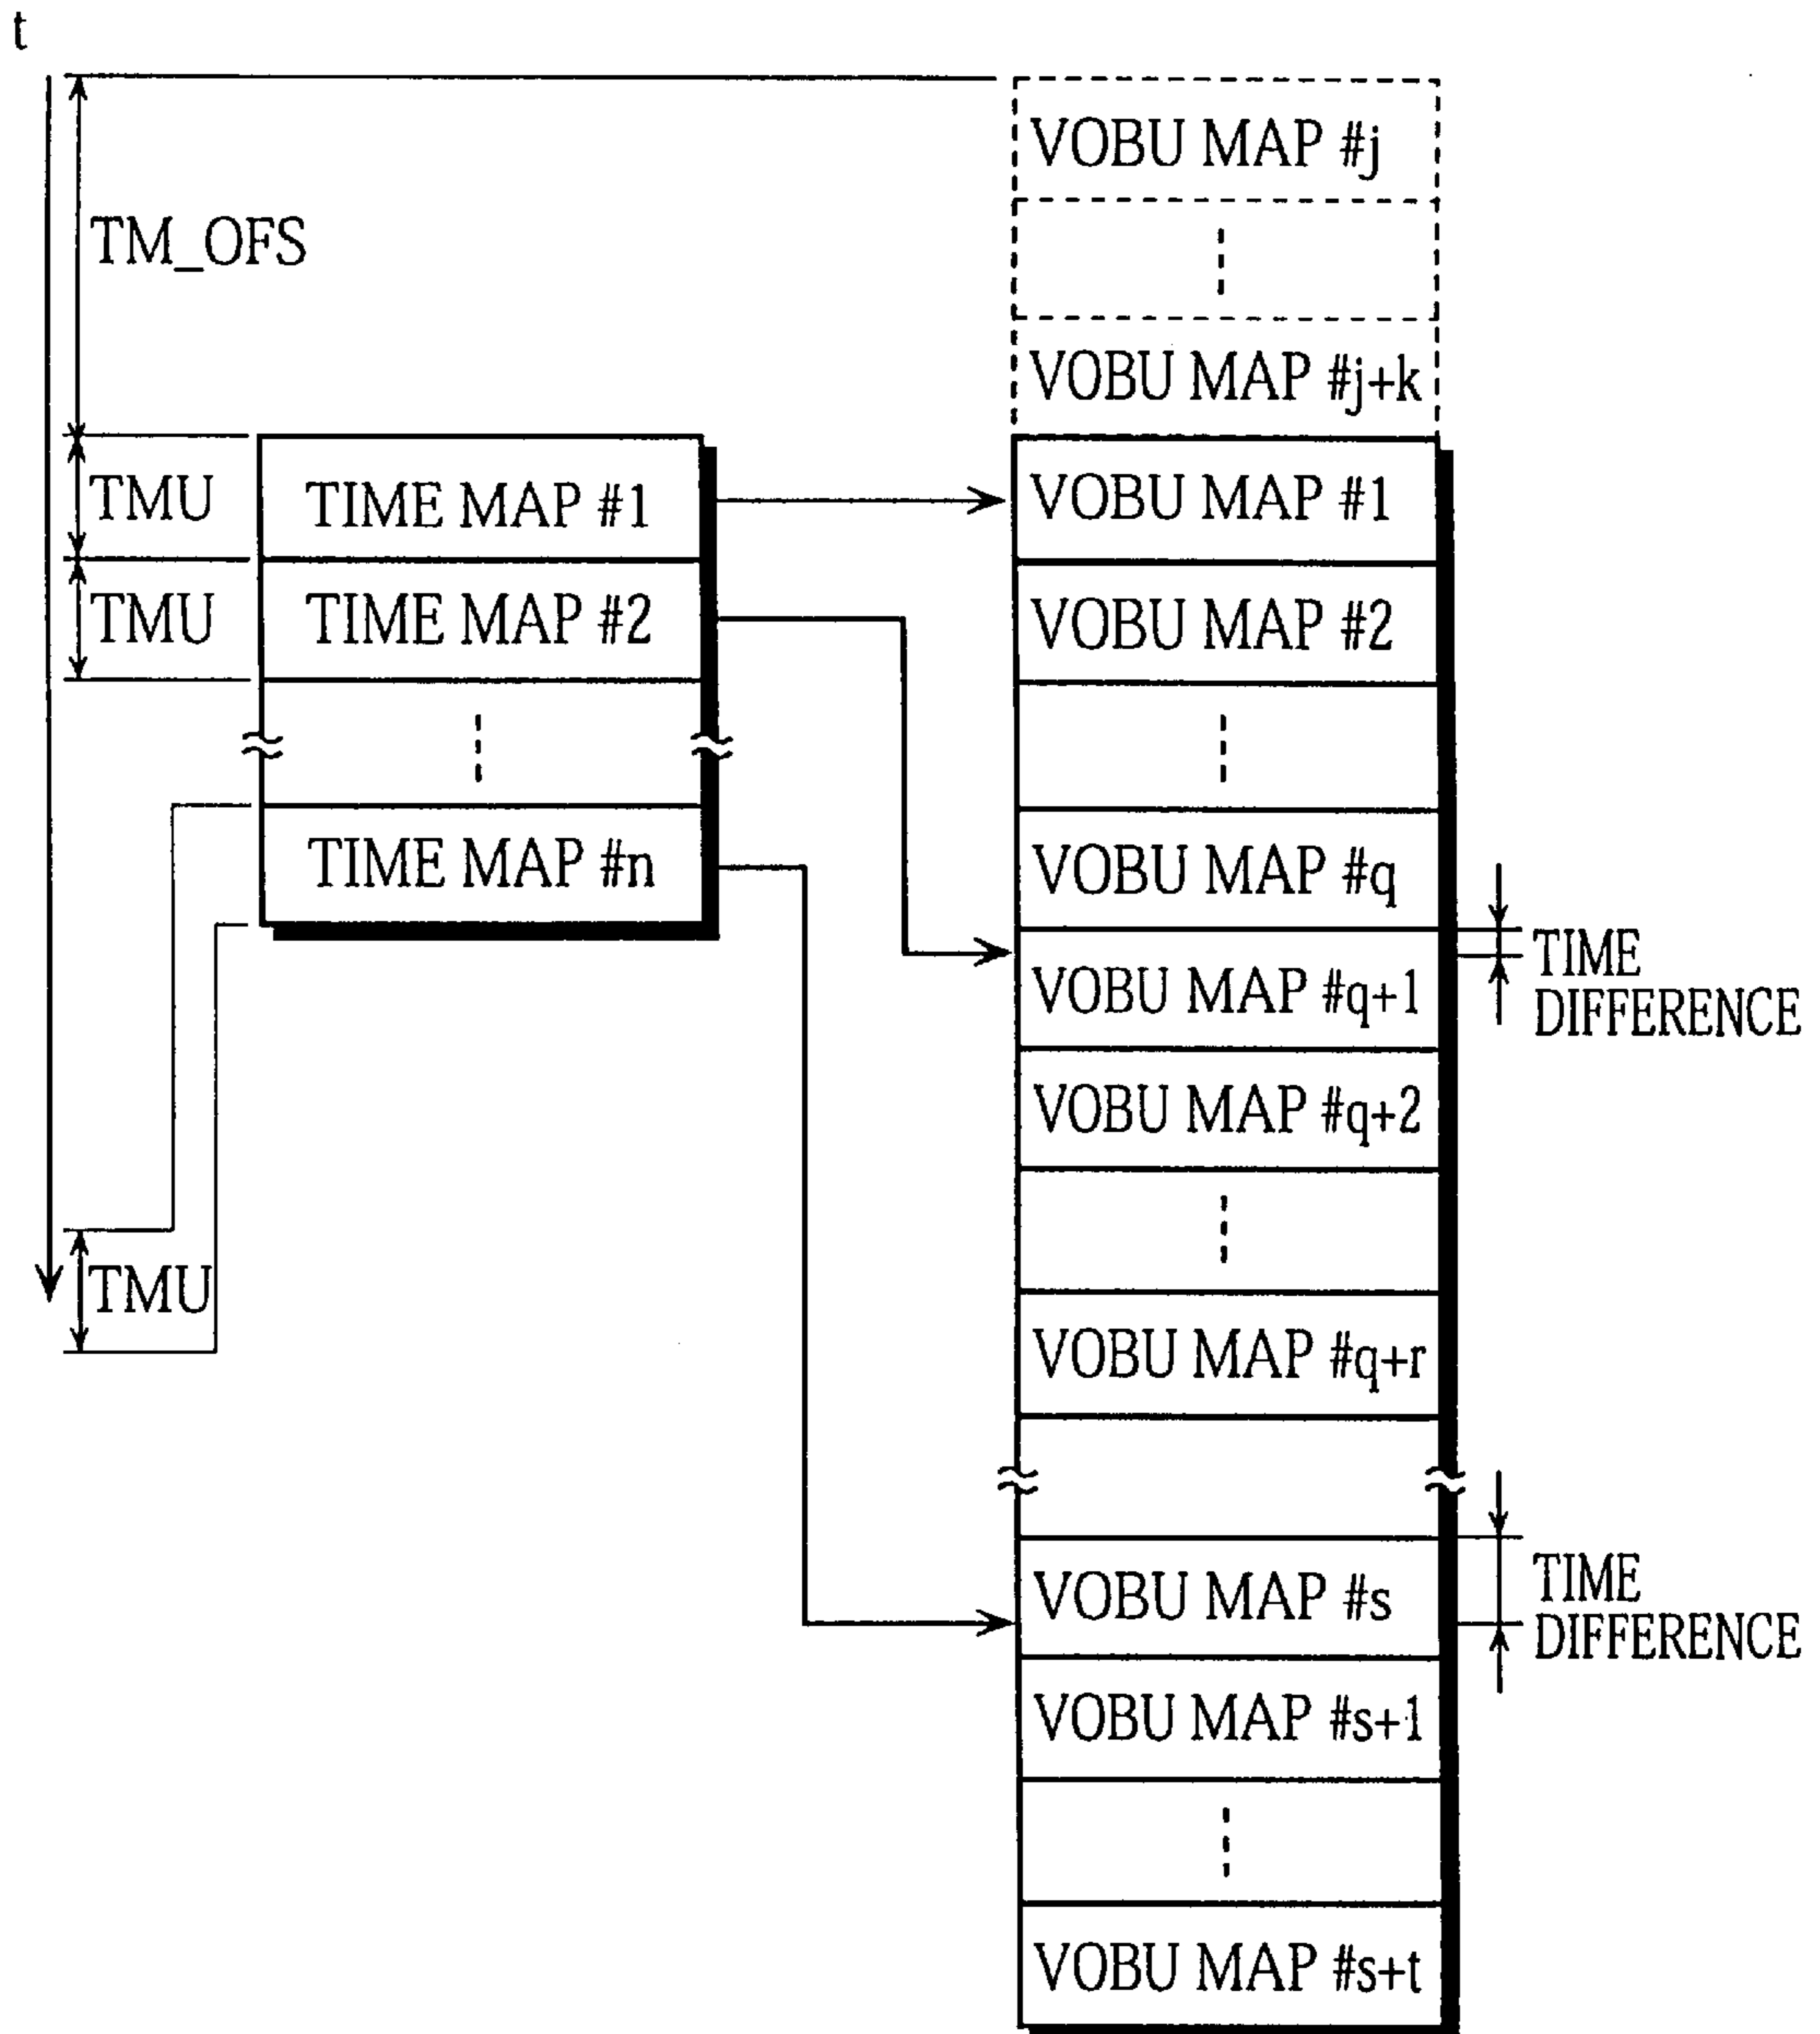 t
VOBU MAP #j
TM_OFS
VOBU MAP #j+k
TMU
TIME MAP #1
VOBU MAP #1
TMU
TIME MAP #2
VOBU MAP #2
TIME MAP #n
VOBU MAP #q
TIME
DIFFERENCE
VOBU MAP #q+1
VOBU MAP #q+2
TMU
VOBU MAP #q+r
VOBU MAP #s
TIME
DIFFERENCE
VOBU MAP #s+1
VOBU MAP #s+t